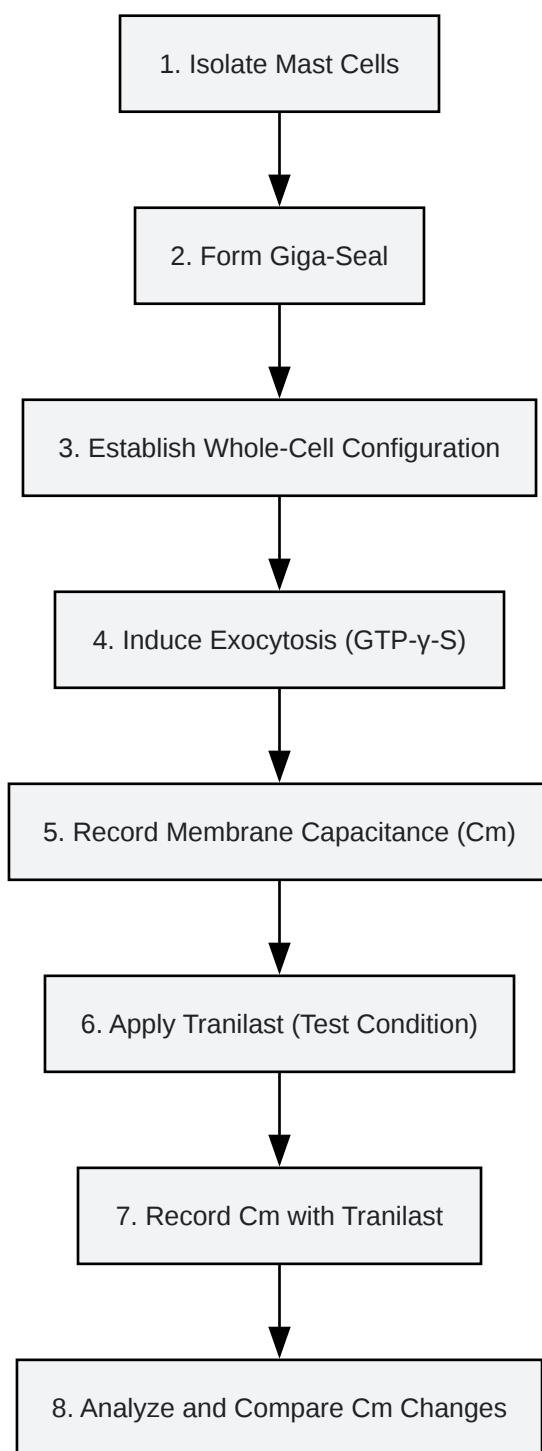 1. Isolate Mast Cells
2. Form Giga-Seal
3. Establish Whole-Cell Configuration
4. Induce Exocytosis (GTP-γ-S)
5. Record Membrane Capacitance (Cm)
6. Apply Tranilast (Test Condition)
7. Record Cm with Tranilast
8. Analyze and Compare Cm Changes